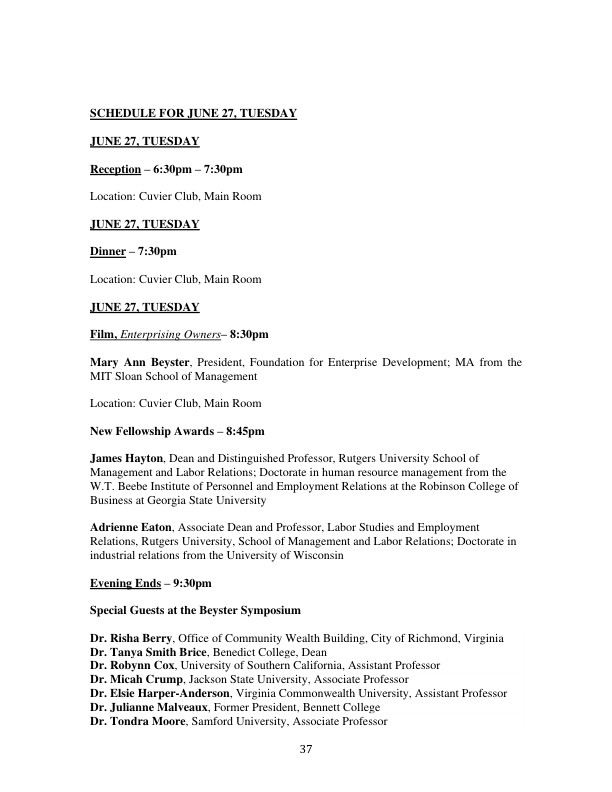 SCHEDULE FOR JUNE 27, TUESDAY
JUNE 27, TUESDAY
Reception – 6:30pm – 7:30pm
Location: Cuvier Club, Main Room
JUNE 27, TUESDAY
Dinner – 7:30pm
Location: Cuvier Club, Main Room
JUNE 27, TUESDAY
Film, Enterprising Owners– 8:30pm
Mary Ann Beyster, President, Foundation for Enterprise Development; MA from the
MIT Sloan School of Management
Location: Cuvier Club, Main Room
New Fellowship Awards – 8:45pm
James Hayton, Dean and Distinguished Professor, Rutgers University School of
Management and Labor Relations; Doctorate in human resource management from the
W.T. Beebe Institute of Personnel and Employment Relations at the Robinson College of
Business at Georgia State University
Adrienne Eaton, Associate Dean and Professor, Labor Studies and Employment
Relations, Rutgers University, School of Management and Labor Relations; Doctorate in
industrial relations from the University of Wisconsin
Evening Ends – 9:30pm
Special Guests at the Beyster Symposium
Dr. Risha Berry, Office of Community Wealth Building, City of Richmond, Virginia
Dr. Tanya Smith Brice, Benedict College, Dean
Dr. Robynn Cox, University of Southern California, Assistant Professor
Dr. Micah Crump, Jackson State University, Associate Professor
Dr. Elsie Harper-Anderson, Virginia Commonwealth University, Assistant Professor
Dr. Julianne Malveaux, Former President, Bennett College
Dr. Tondra Moore, Samford University, Associate Professor
37